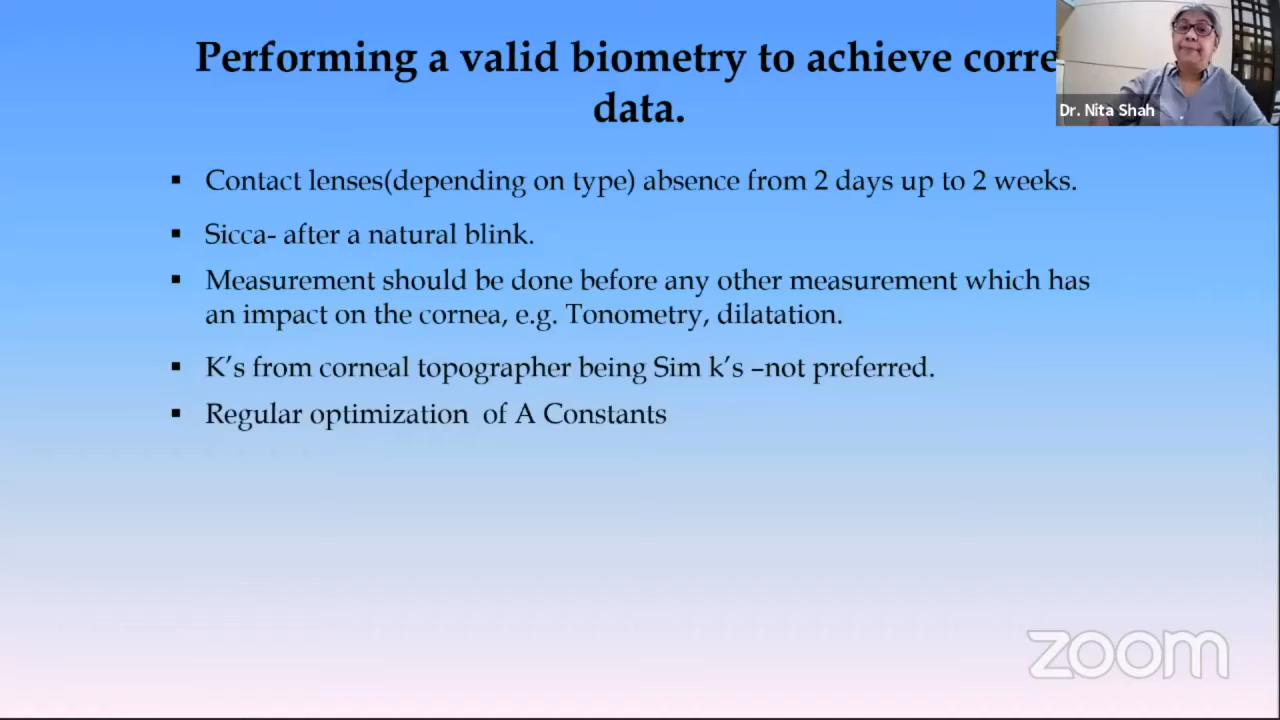 Performing a valid biometry to achieve corre
data.
Dr. Nita Shah
▪ Contact lenses(depending on type) absence from 2 days up to 2 weeks.
▪ Sicca- after a natural blink.
▪ Measurement should be done before any other measurement which has
an impact on the cornea, e.g. Tonometry, dilatation.
▪ K’s from corneal topographer being Sim k’s –not preferred.
▪ Regular optimization of A Constants
zoom